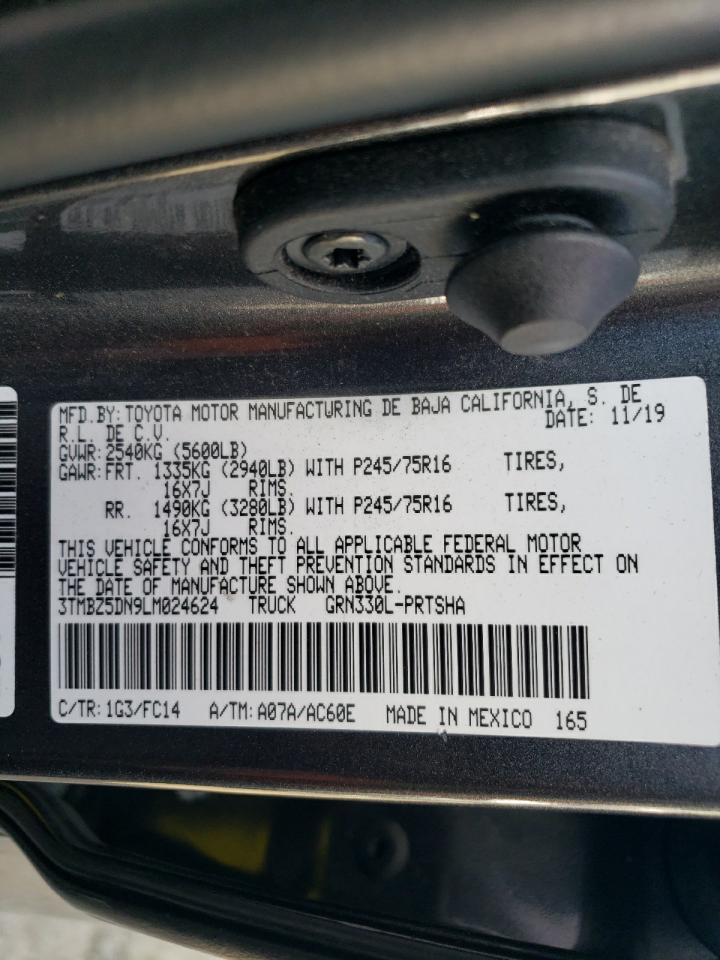 MFD.BY:TOYOTA MOTOR MANUFACTURING DE BAJA CALIFORNIA, S. DE
R.L. DE C.V. DATE: 11/19
GVWR:2540KG (5600LB)
GAWR:FRT. 1335KG (2940LB) WITH P245/75R16 TIRES,
16X7J RIMS.
RR. 1490KG (3280LB) WITH P245/75R16 TIRES,
16X7J RIMS.
THIS VEHICLE CONFORMS TO ALL APPLICABLE FEDERAL MOTOR
VEHICLE SAFETY AND THEFT PREVENTION STANDARDS IN EFFECT ON
THE DATE OF MANUFACTURE SHOWN ABOVE.
3TMBZ5DN9LM024624 TRUCK GRN330L-PRTSHA
C/TR:1G3/FC14 A/TM:A07A/AC60E MADE IN MEXICO 165